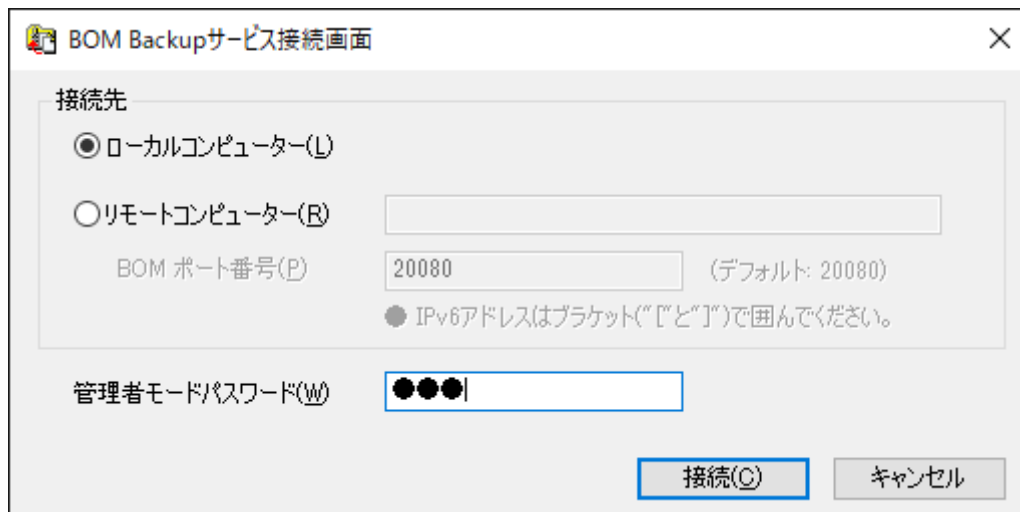 BOM Backupサービス接続画面
接続先
ローカルコンピューター(L)
リモートコンピューター(R)
BOM ポート番号(P) 20080 (デフォルト: 20080)
● IPv6アドレスはブラケット("["と"]")で囲んでください。
管理者モードパスワード(W) ●●●
接続(C) キャンセル